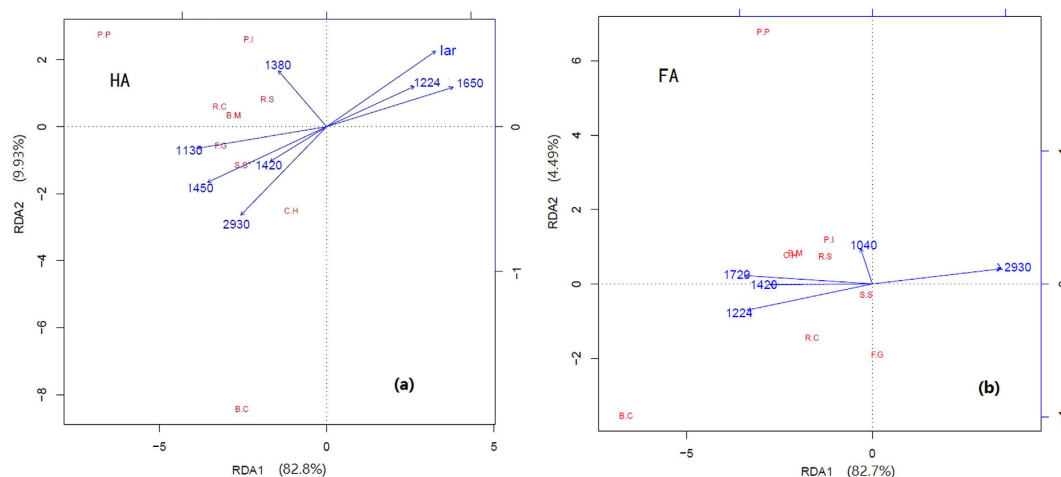 P.P
P.I
2
1380
Iar
HA
1224
1650
R.S
R.C
B.M
0
0
F.G
1130
S.S
1420
1450
C.H
-2
2930
-4
-1
-6
(a)
-8
B.C
-5
0
5
RDA1 (82.8%)
RDA2 (9.93%)
P.P
6
FA
4
2
P.I
1040
B.M
C.H
R.S
2930
1720
0
1420
S.S
1224
R.C
F.G
-2
(b)
B.C
-5
0
RDA1 (82.7%)
RDA2 (4.49%)